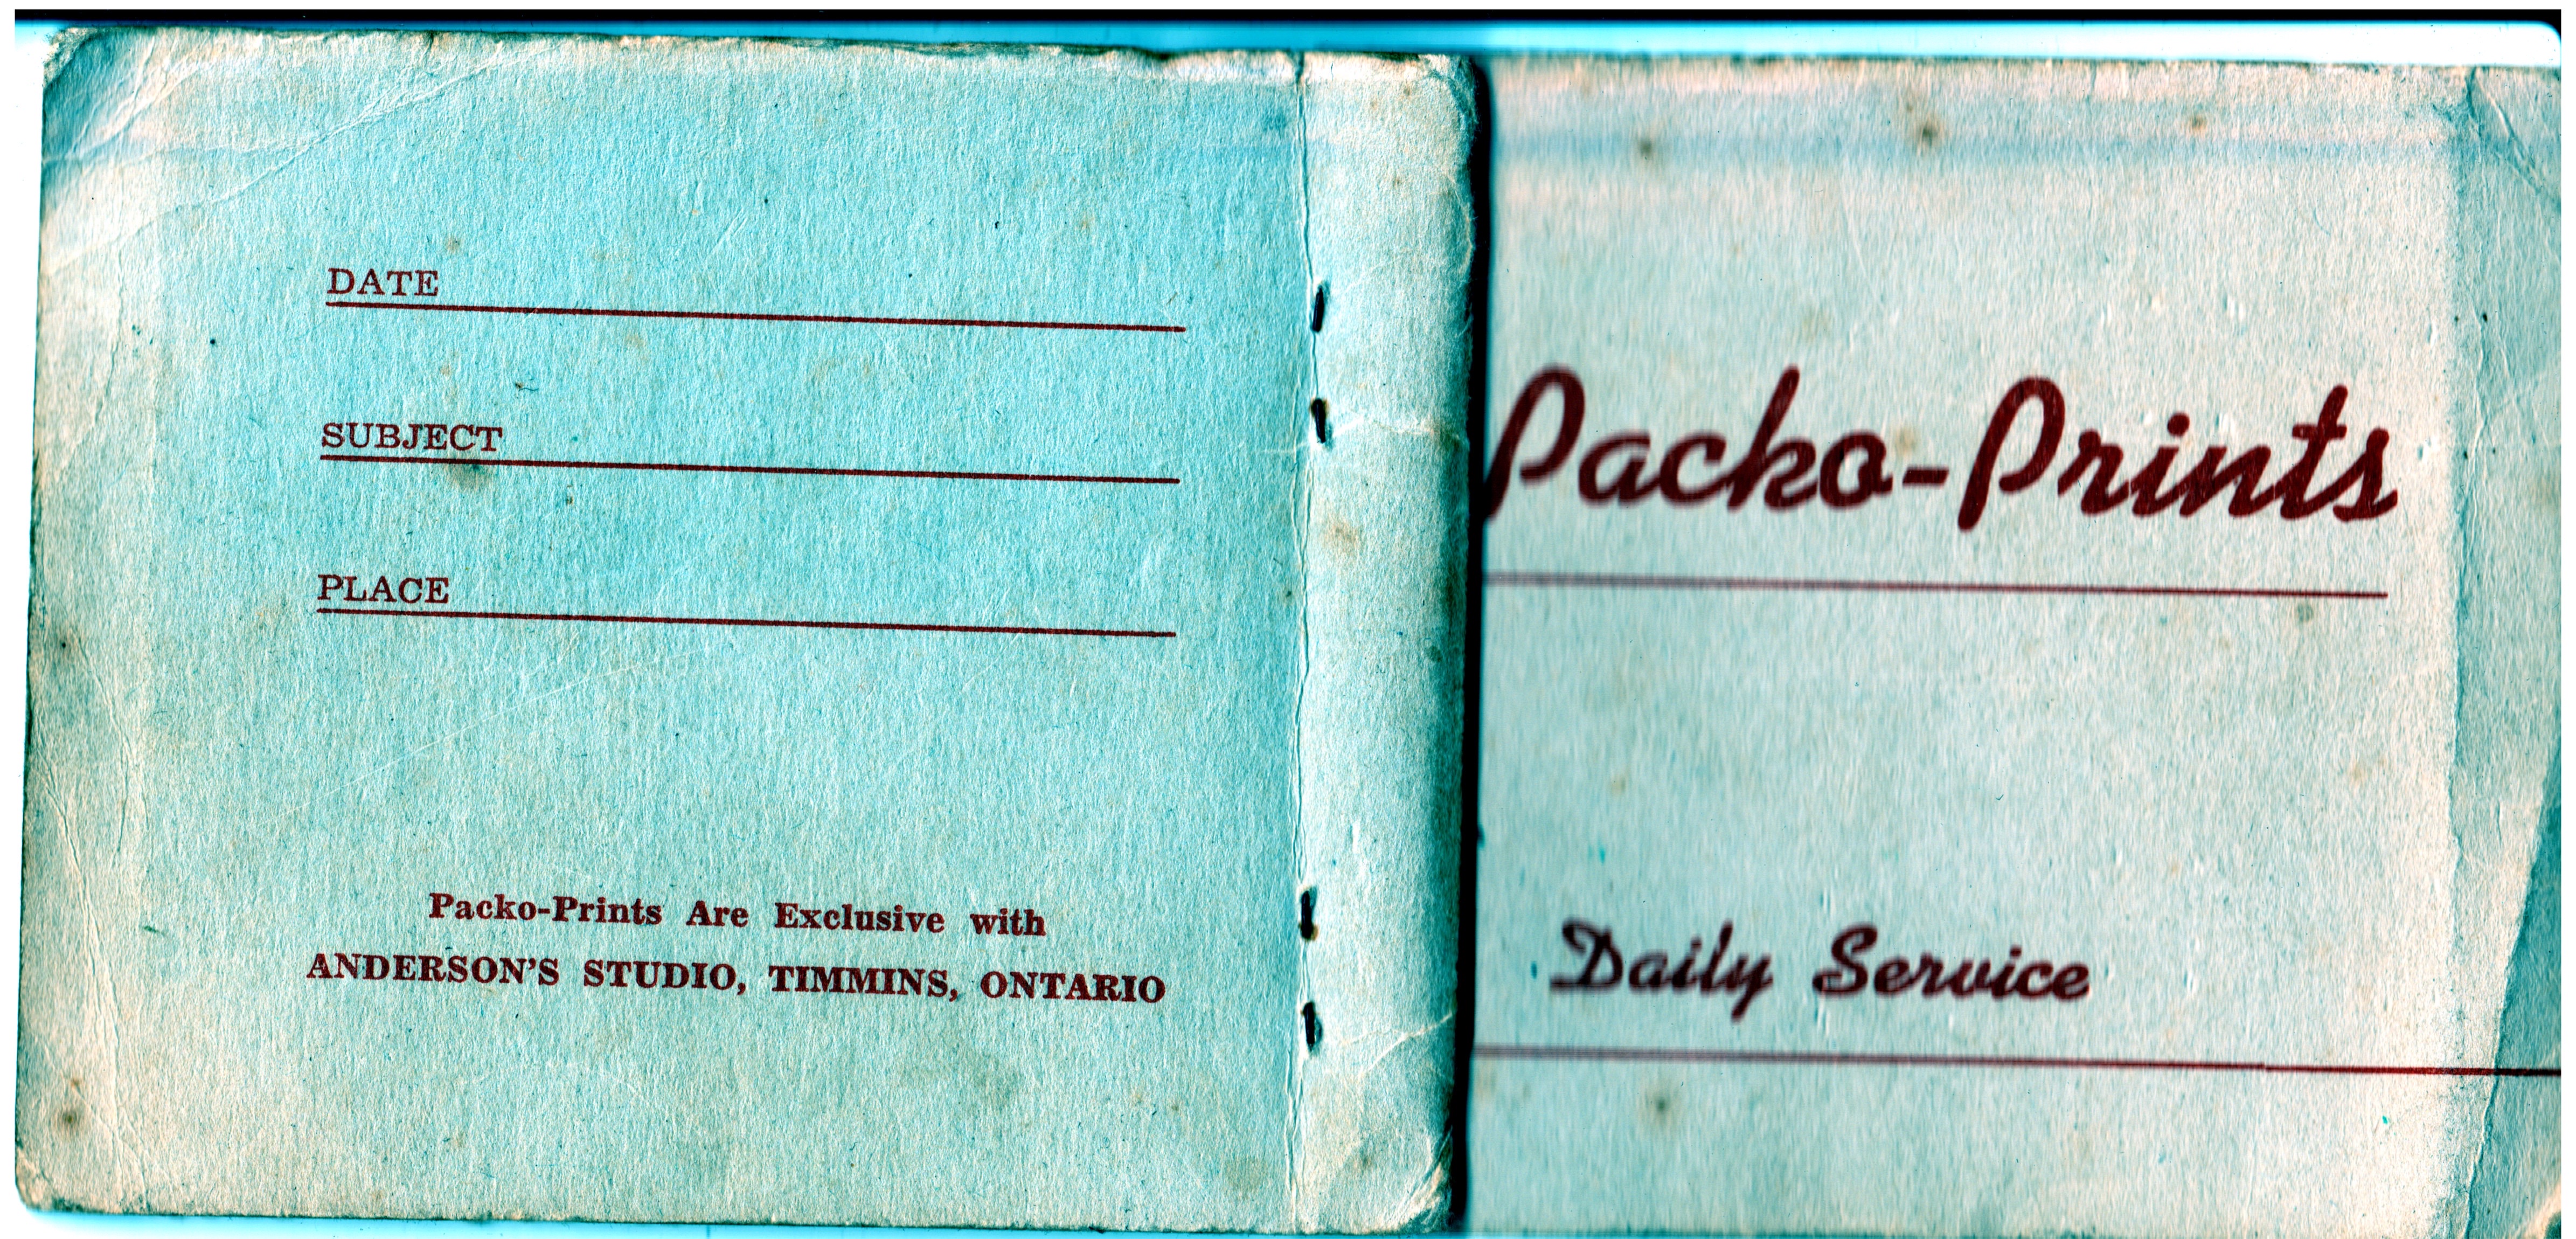 DATE
SUBJECT
PLACE
Packo-Prints Are Exclusive with
ANDERSON'S STUDIO, TIMMINS, ONTARIO
Packo-Prints
Daily Service